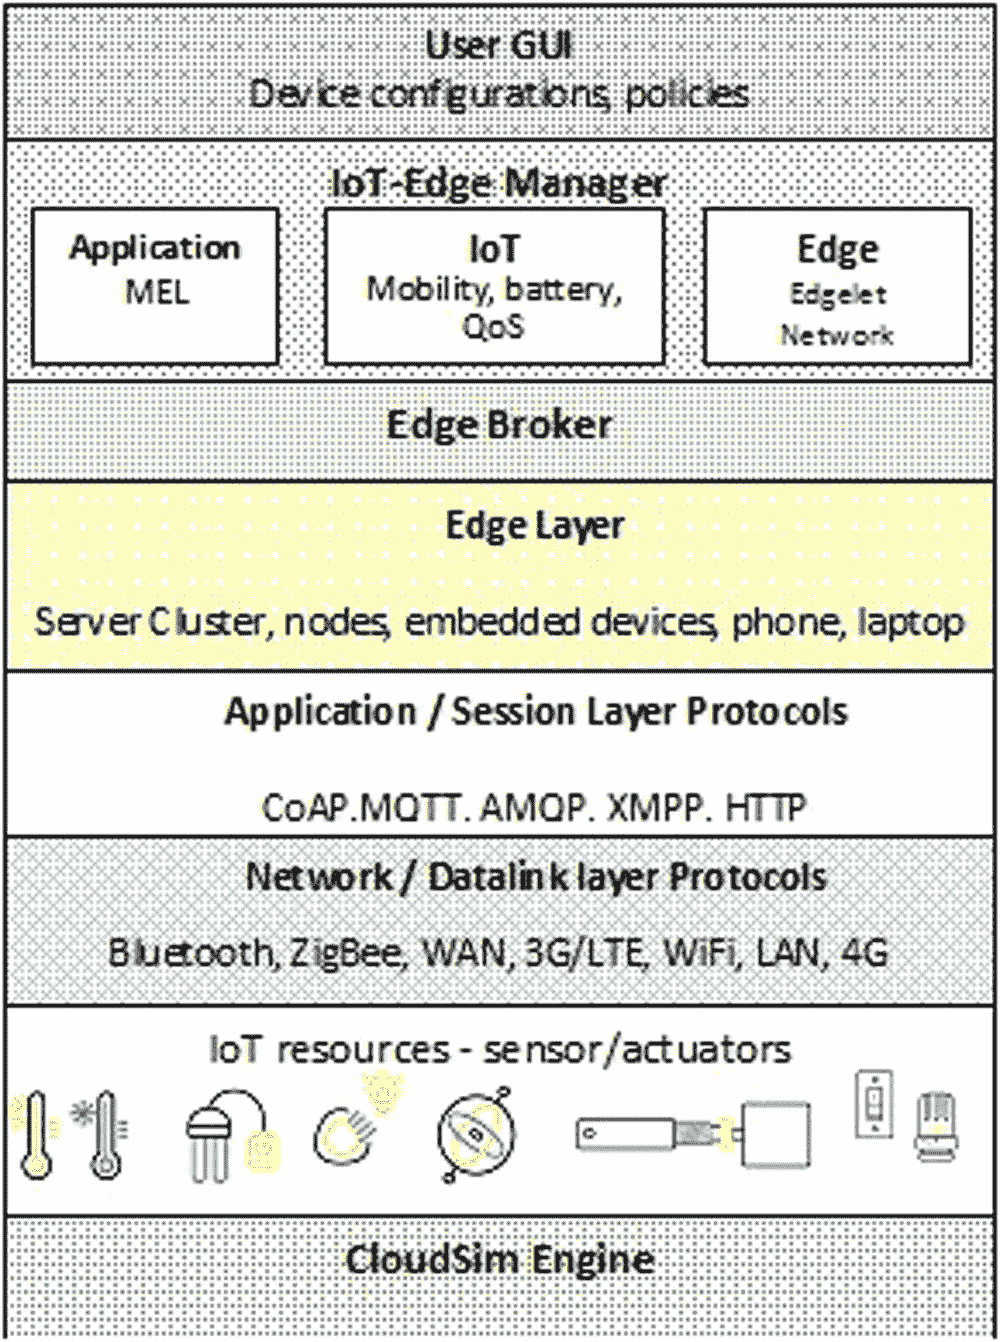 User GUI
Device configurations, policies
IoT-Edge Manager
Application
MEL
IoT
Mobility, battery,
QoS
Edge
Edgelet
Network
Edge Broker
Edge Layer
Server Cluster, nodes, embedded devices, phone, laptop
Application / Session Layer Protocols
CoAP.MQTT. AMQP. XMPP. HTTP
Network / Datalink layer Protocols
Bluetooth, ZigBee, WAN, 3G/LTE, WiFi, LAN, 4G
IoT resources - sensor/actuators
CloudSim Engine